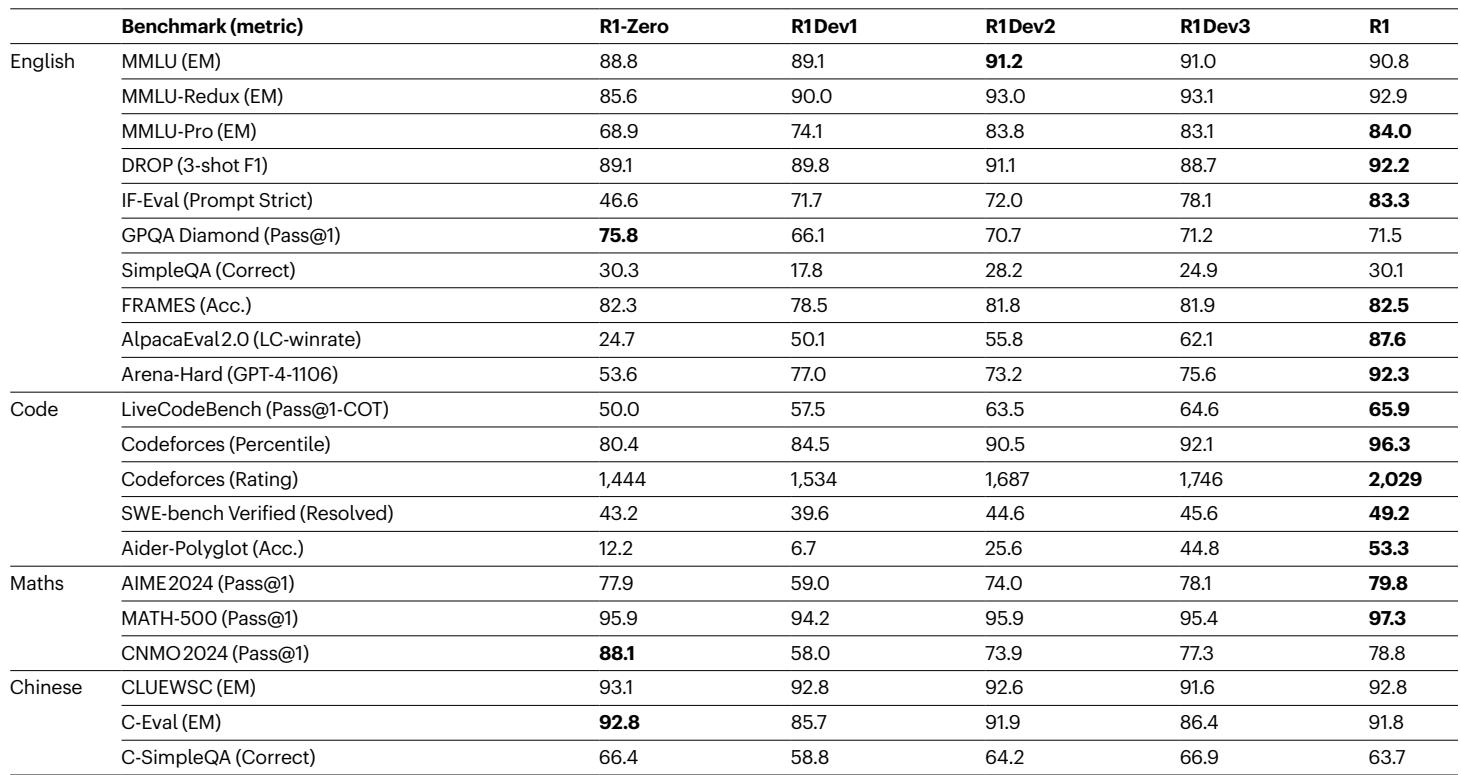 Benchmark (metric) R1-Zero R1 Dev1 R1 Dev2 R1 Dev3 R1
English MMLU (EM) 88.8 89.1 91.2 91.0 90.8
MMLU-Redux (EM) 85.6 90.0 93.0 93.1 92.9
MMLU-Pro (EM) 68.9 74.1 83.8 83.1 84.0
DROP (3-shot F1) 89.1 89.8 91.1 88.7 92.2
IF-Eval (Prompt Strict) 46.6 71.7 72.0 78.1 83.3
GPQA Diamond (Pass@1) 75.8 66.1 70.7 71.2 71.5
SimpleQA (Correct) 30.3 17.8 28.2 24.9 30.1
FRAMES (Acc.) 82.3 78.5 81.8 81.9 82.5
AlpacaEval 2.0 (LC-winrate) 24.7 50.1 55.8 62.1 87.6
Arena-Hard (GPT-4-1106) 53.6 77.0 73.2 75.6 92.3
Code LiveCodeBench (Pass@1-COT) 50.0 57.5 63.5 64.6 65.9
Codeforces (Percentile) 80.4 84.5 90.5 92.1 96.3
Codeforces (Rating) 1,444 1,534 1,687 1,746 2,029
SWE-bench Verified (Resolved) 43.2 39.6 44.6 45.6 49.2
Aider-Polyglot (Acc.) 12.2 6.7 25.6 44.8 53.3
Maths AIME 2024 (Pass@1) 77.9 59.0 74.0 78.1 79.8
MATH-500 (Pass@1) 95.9 94.2 95.9 95.4 97.3
CNMO 2024 (Pass@1) 88.1 58.0 73.9 77.3 78.8
Chinese CLUEWSC (EM) 93.1 92.8 92.6 91.6 92.8
C-Eval (EM) 92.8 85.7 91.9 86.4 91.8
C-SimpleQA (Correct) 66.4 58.8 64.2 66.9 63.7